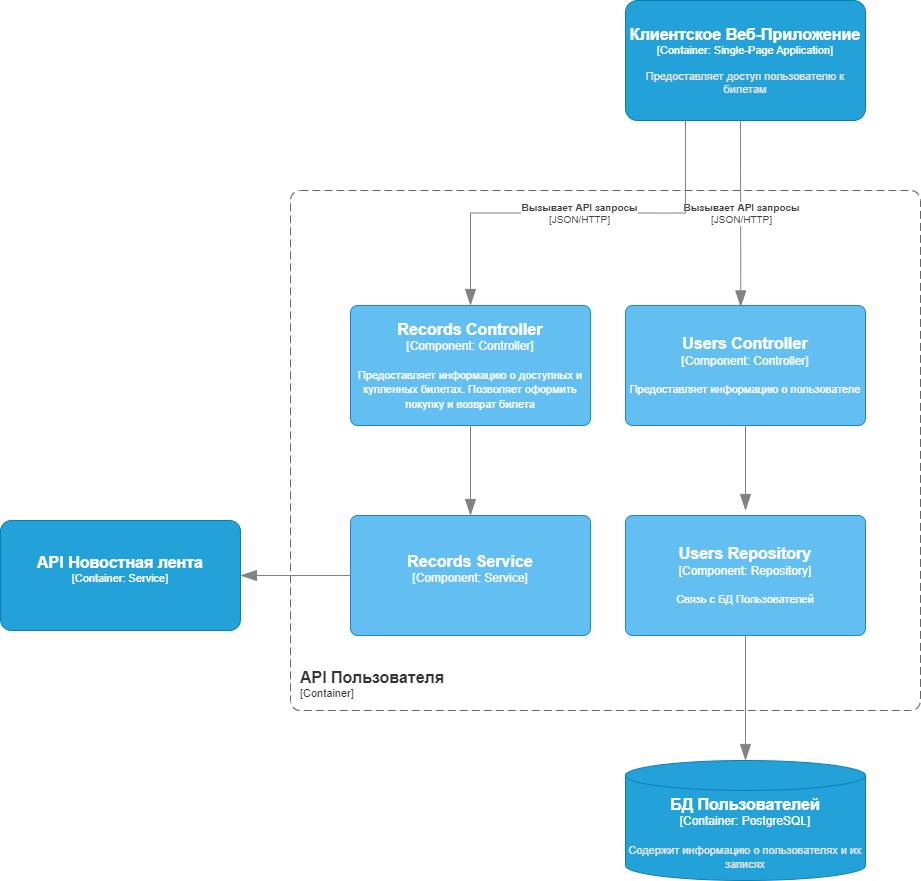 Клиентское Веб-Приложение
[Container: Single-Page Application]
Предоставляет доступ пользователю к
билетам
Вызывает API запросы
[JSON/HTTP]
Вызывает API запросы
[JSON/HTTP]
Records Controller
[Component: Controller]
Предоставляет информацию о доступных и
купленных билетах. Позволяет оформить
покупку и возврат билета
Users Controller
[Component: Controller]
Предоставляет информацию о пользователе
API Новостная лента
[Container: Service]
Records Service
[Component: Service]
Users Repository
[Component: Repository]
Связь с БД Пользователей
API Пользователя
[Container]
БД Пользователей
[Container: PostgreSQL]
Содержит информацию о пользователях и их
записях